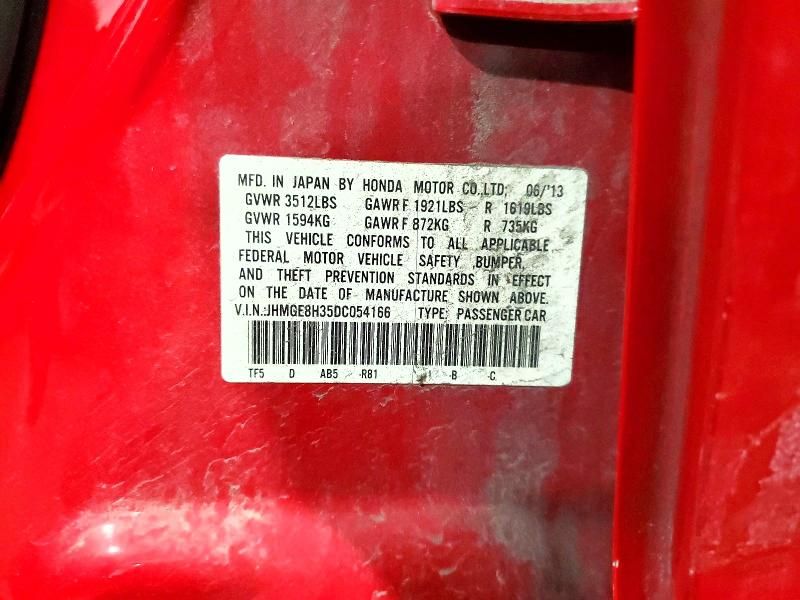 MFD. IN JAPAN BY HONDA MOTOR CO.,LTD; 06/'13
GVWR 3512LBS GAWR F 1921LBS R 1619LBS
GVWR 1594KG GAWR F 872KG R 735KG
THIS VEHICLE CONFORMS TO ALL APPLICABLE
FEDERAL MOTOR VEHICLE SAFETY ,BUMPER,
AND THEFT PREVENTION STANDARDS IN EFFECT
ON THE DATE OF MANUFACTURE SHOWN ABOVE.
V.I.N.:JHMGE8H35DC054166 TYPE: PASSENGER CAR
TF5 D AB5 -R81 -B -C